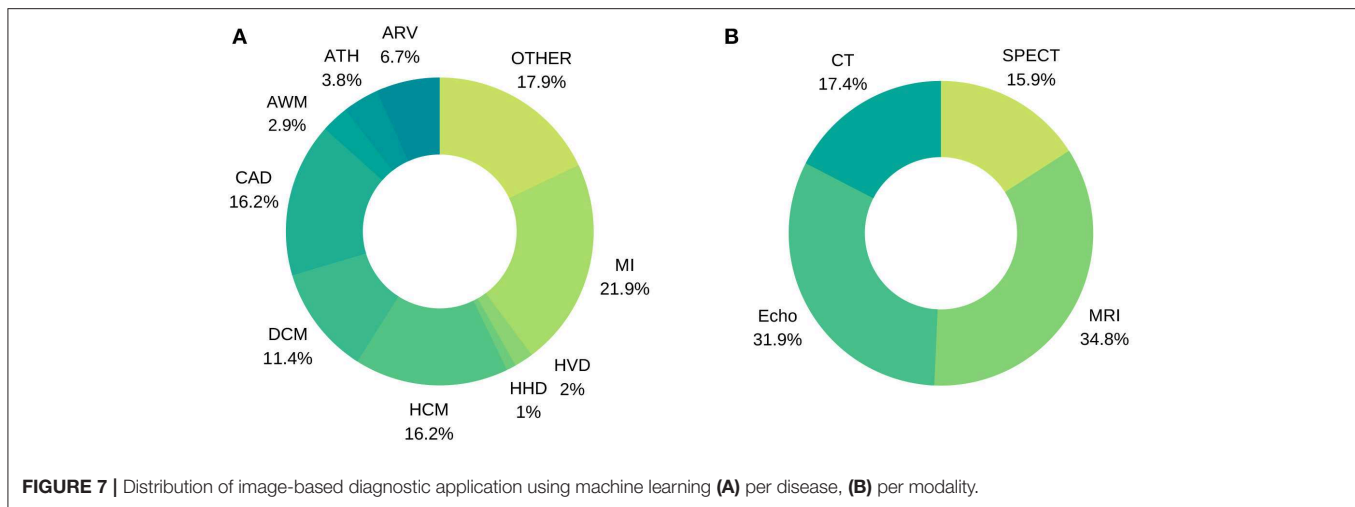 A
ARV
6.7%
ATH
3.8%
AWM
2.9%
CAD
16.2%
DCM
11.4%
HCM
16.2%
HHD
1%
HVD
2%
MI
21.9%
OTHER
17.9%
B
CT
17.4%
SPECT
15.9%
Echo
31.9%
MRI
34.8%
FIGURE 7 | Distribution of image-based diagnostic application using machine learning (A) per disease, (B) per modality.